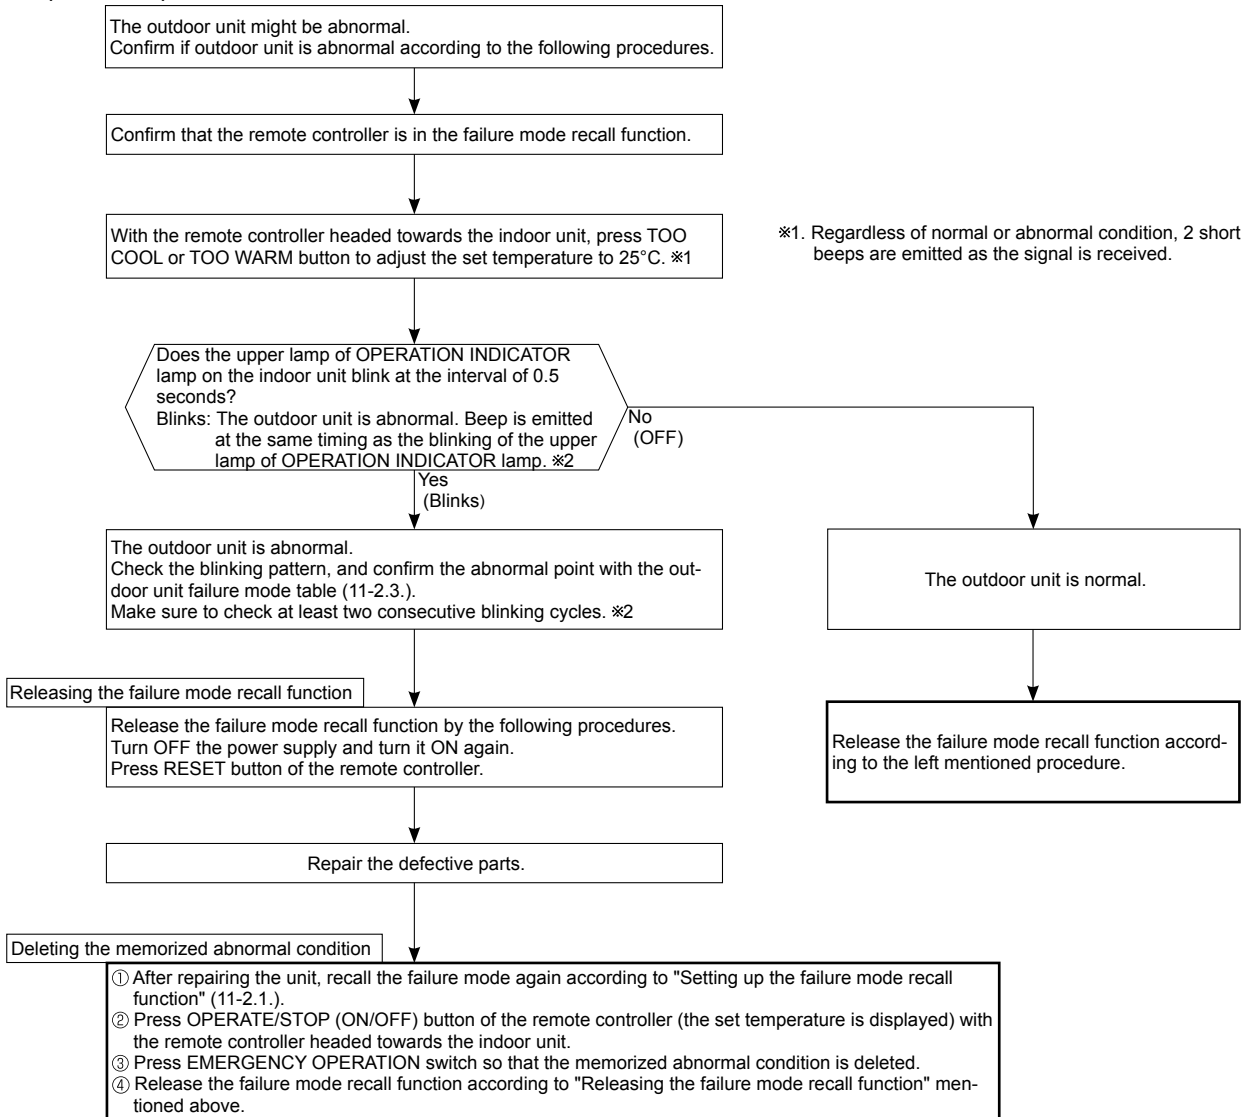 The outdoor unit might be abnormal.
Confirm if outdoor unit is abnormal according to the following procedures.
Confirm that the remote controller is in the failure mode recall function.
With the remote controller headed towards the indoor unit, press TOO
COOL or TOO WARM button to adjust the set temperature to 25°C. ※1
※1. Regardless of normal or abnormal condition, 2 short
beeps are emitted as the signal is received.
Does the upper lamp of OPERATION INDICATOR
lamp on the indoor unit blink at the interval of 0.5
seconds?
Blinks: The outdoor unit is abnormal. Beep is emitted
at the same timing as the blinking of the upper
lamp of OPERATION INDICATOR lamp. ※2
No
(OFF)
Yes
(Blinks)
The outdoor unit is abnormal.
Check the blinking pattern, and confirm the abnormal point with the out-
door unit failure mode table (11-2.3.).
Make sure to check at least two consecutive blinking cycles. ※2
The outdoor unit is normal.
Releasing the failure mode recall function
Release the failure mode recall function by the following procedures.
Turn OFF the power supply and turn it ON again.
Press RESET button of the remote controller.
Release the failure mode recall function accord-
ing to the left mentioned procedure.
Repair the defective parts.
Deleting the memorized abnormal condition
① After repairing the unit, recall the failure mode again according to "Setting up the failure mode recall
function" (11-2.1.).
② Press OPERATE/STOP (ON/OFF) button of the remote controller (the set temperature is displayed) with
the remote controller headed towards the indoor unit.
③ Press EMERGENCY OPERATION switch so that the memorized abnormal condition is deleted.
④ Release the failure mode recall function according to "Releasing the failure mode recall function" men-
tioned above.